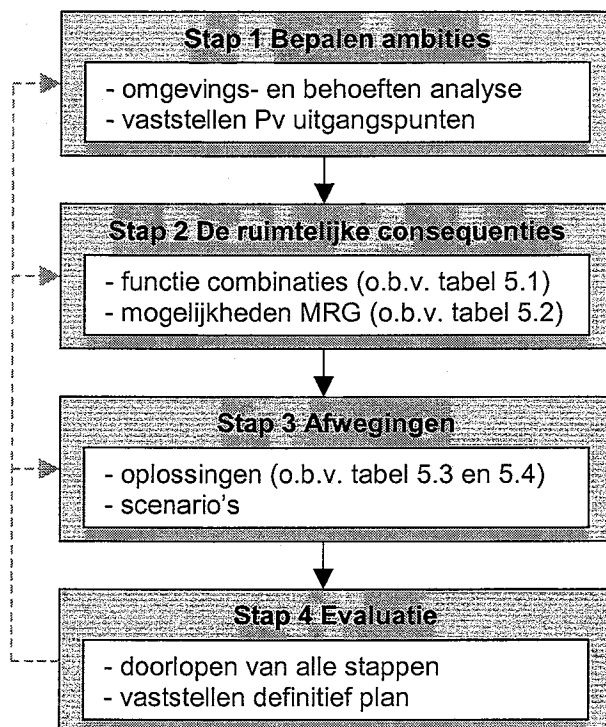 Stap 1 Bepalen ambities
- omgevings- en behoeften analyse
- vaststellen Pv uitgangspunten
Stap 2 De ruimtelijke consequenties
- functie combinaties (o.b.v. tabel 5.1)
- mogelijkheden MRG (o.b.v. tabel 5.2)
Stap 3 Afwegingen
- oplossingen (o.b.v. tabel 5.3 en 5.4)
- scenario's
Stap 4 Evaluatie
- doorlopen van alle stappen
- vaststellen definitief plan